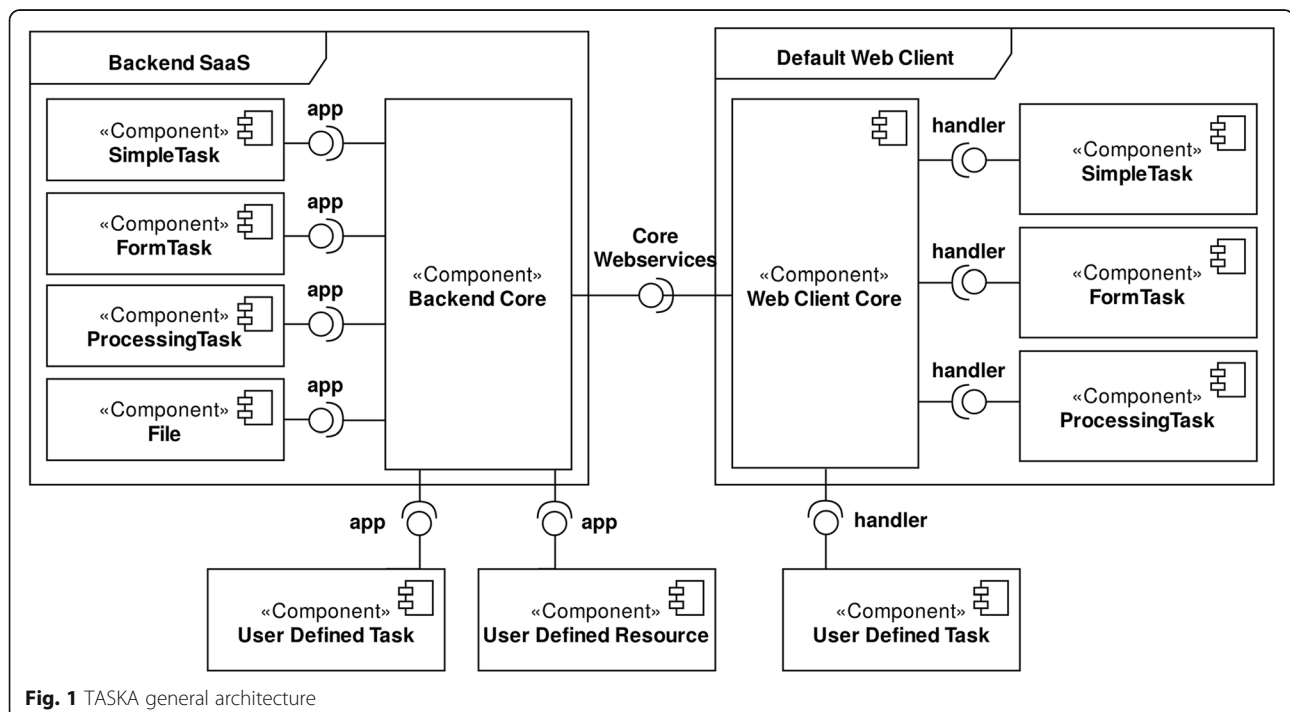 Backend SaaS
app
«Component»
SimpleTask
app
«Component»
FormTask
app
«Component»
ProcessingTask
app
«Component»
File
«Component»
Backend Core
Core
Webservices
Default Web Client
«Component»
Web Client Core
handler
«Component»
SimpleTask
handler
«Component»
FormTask
handler
«Component»
ProcessingTask
app
app
handler
«Component»
User Defined Task
«Component»
User Defined Resource
«Component»
User Defined Task
Fig. 1 TASKA general architecture